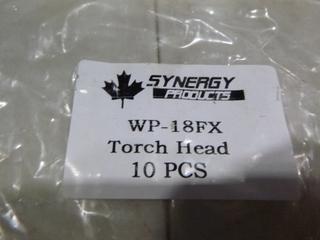 SYNERGY
PRODUCTS
WP-18FX
Torch Head
10 PCS